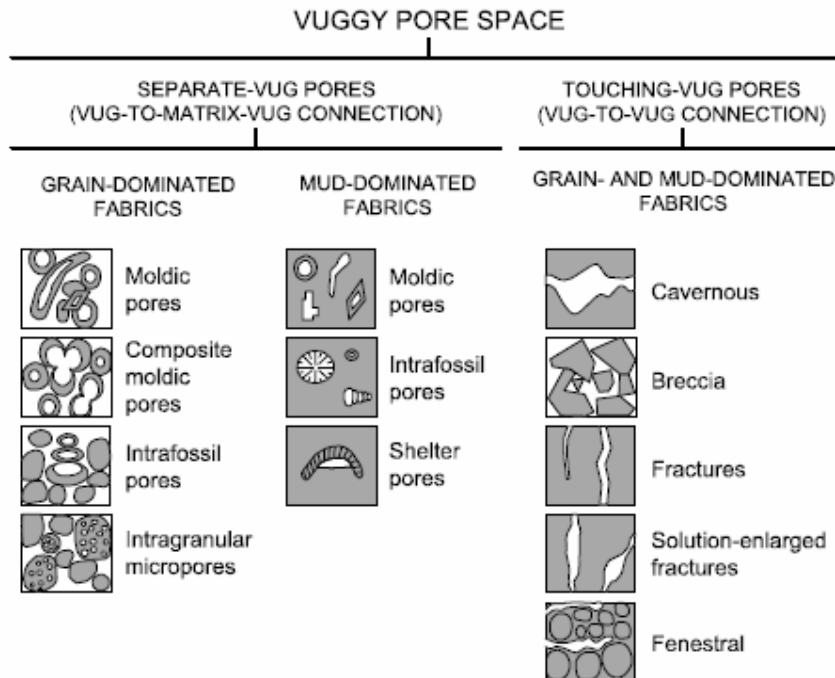 VUGGY PORE SPACE
SEPARATE-VUG PORES
(VUG-TO-MATRIX-VUG CONNECTION)
TOUCHING-VUG PORES
(VUG-TO-VUG CONNECTION)
GRAIN-DOMINATED
FABRICS
MUD-DOMINATED
FABRICS
GRAIN- AND MUD-DOMINATED
FABRICS
Moldic
pores
Composite
moldic
pores
Intrafossil
pores
Intragranular
micropores
Moldic
pores
Intrafossil
pores
Shelter
pores
Cavernous
Breccia
Fractures
Solution-enlarged
fractures
Fenestral